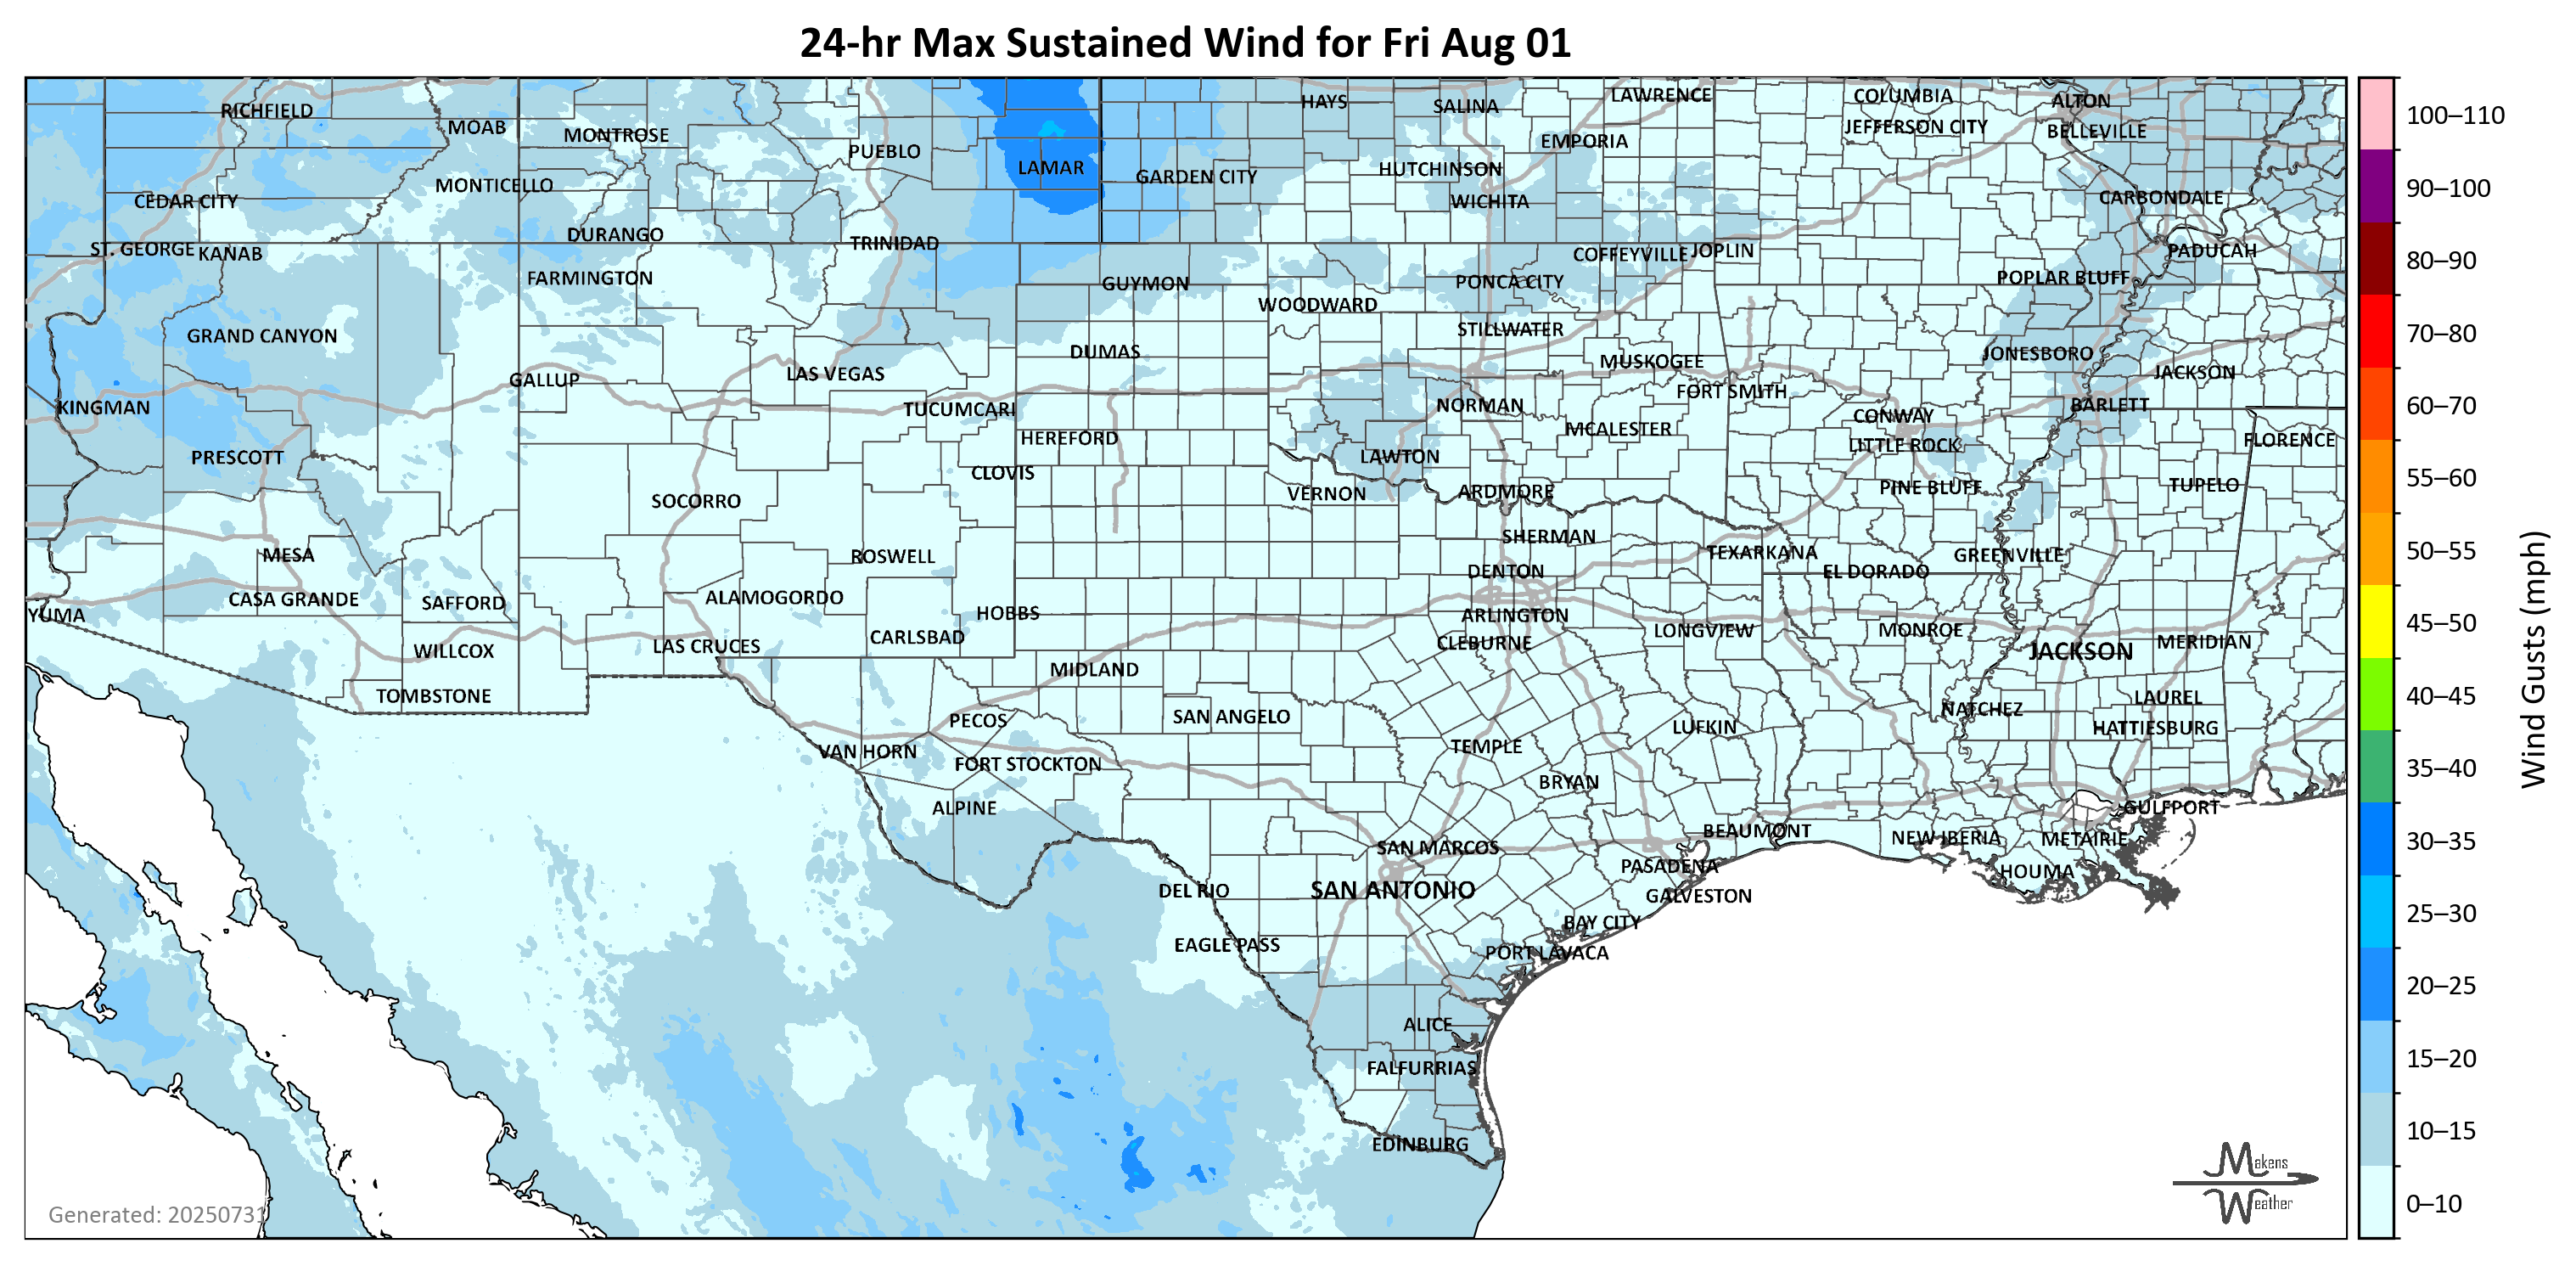 24-hr Max Sustained Wind for Fri Aug 01
RICHFIELD
MOAB
MONTROSE
PUEBLO
LAMAR
HAYS
SALINA
LAWRENCE
COLUMBIA
ALTON
JEFFERSON CITY
BELLEVILLE
EMPORIA
HUTCHINSON
GARDEN CITY
MONTICELLO
CEDAR CITY
WICHITA
CARBONDALE
DURANGO
TRINIDAD
ST. GEORGE
KANAB
COFFEYVILLE
JOPLIN
PADUCAH
FARMINGTON
GUYMON
PONCA CITY
POPLAR BLUFF
WOODWARD
GRAND CANYON
STILLWATER
DUMAS
MUSKOGEE
JONESBORO
JACKSON
GALLUP
LAS VEGAS
FORT SMITH
KINGMAN
TUCUMCARI
NORMAN
BARLETT
CONWAY
MCALESTER
HEREFORD
LITTLE ROCK
FLORENCE
PRESCOTT
LAWTON
CLOVIS
SOCORRO
VERNON
ARDMORE
PINE BLUFF
TUPELO
SHERMAN
MESA
ROSWELL
TEXARKANA
GREENVILLE
DENTON
EL DORADO
CASA GRANDE
SAFFORD
ALAMOGORDO
HOBBS
ARLINGTON
YUMA
CARLSBAD
CLEBURNE
LONGVIEW
MONROE
WILLCOX
LAS CRUCES
JACKSON
MERIDIAN
MIDLAND
TOMBSTONE
LAUREL
PECOS
SAN ANGELO
NATCHEZ
LUFKIN
HATTIESBURG
VAN HORN
TEMPLE
FORT STOCKTON
BRYAN
ALPINE
GULFPORT
BEAUMONT
NEW IBERIA
METAIRIE
SAN MARCOS
PASADENA
HOUMA
DEL RIO
SAN ANTONIO
GALVESTON
BAY CITY
EAGLE PASS
PORT LAVACA
ALICE
FALFURRIAS
EDINBURG
Generated: 20250731
Makens
Weather
100–110
90–100
80–90
70–80
60–70
55–60
50–55
45–50
40–45
35–40
30–35
25–30
20–25
15–20
10–15
0–10
Wind Gusts (mph)